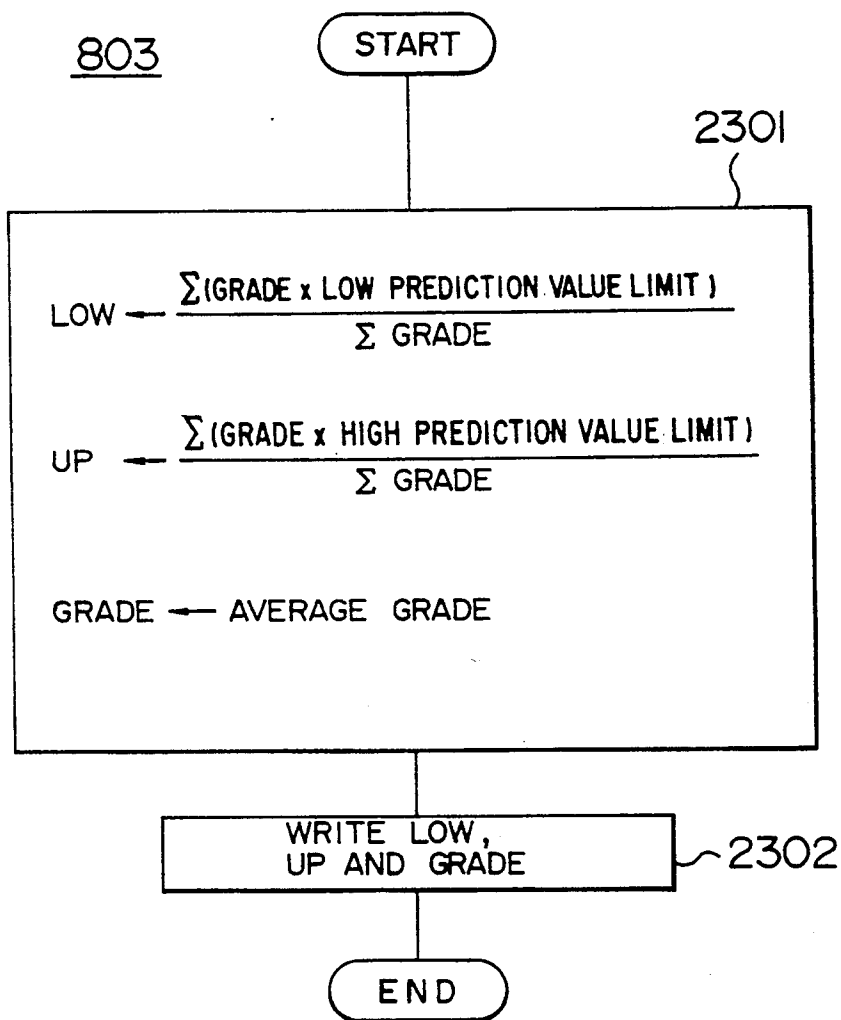 803
START
2301
LOW ← Σ(GRADE x LOW PREDICTION VALUE LIMIT)
Σ GRADE
UP ← Σ(GRADE x HIGH PREDICTION VALUE LIMIT)
Σ GRADE
GRADE ← AVERAGE GRADE
WRITE LOW,
UP AND GRADE
2302
END